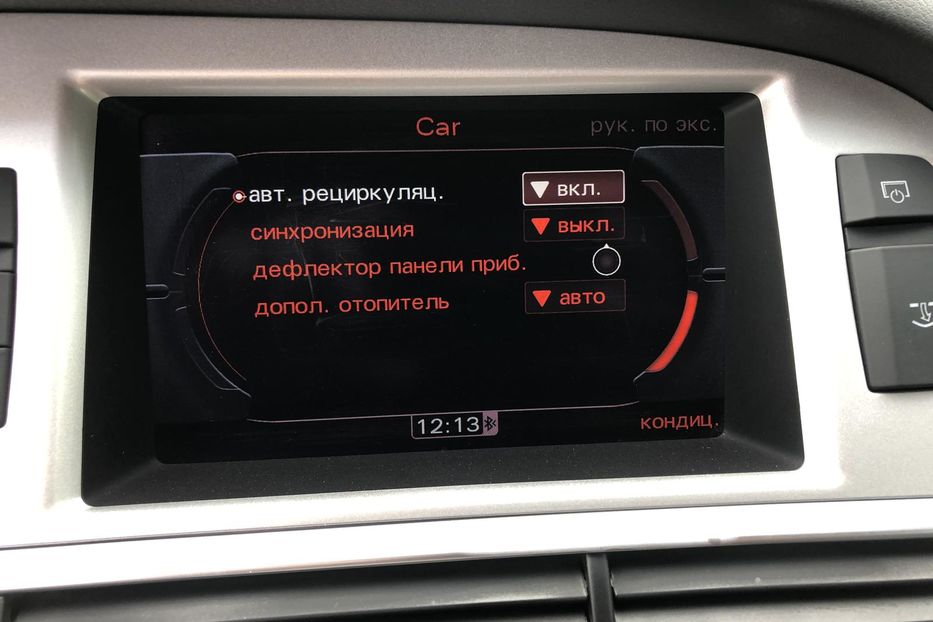 Car
рук. по экс.
авт. рециркуляц. вкл.
синхронизация выкл.
дефлектор панели приб.
допол. отопитель авто
12:13
кондиц.